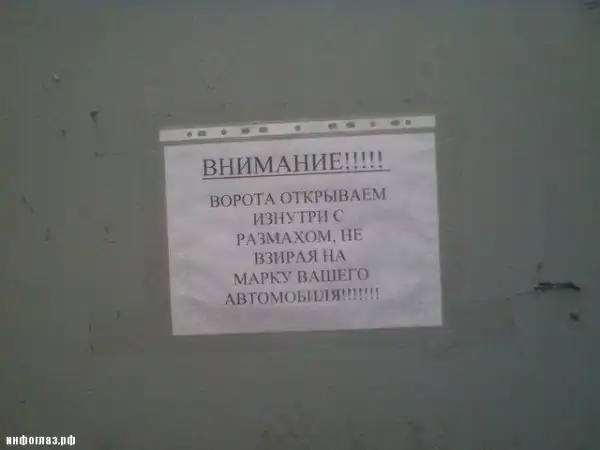 ВНИМАНИЕ!!!!!
ВОРОТА ОТКРЫВАЕМ
ИЗНУТРИ С
РАЗМАХОМ, НЕ
ВЗИРАЯ НА
МАРКУ ВАШЕГО
АВТОМОБИЛЯ!!!!!!!
инфоглаз.рф